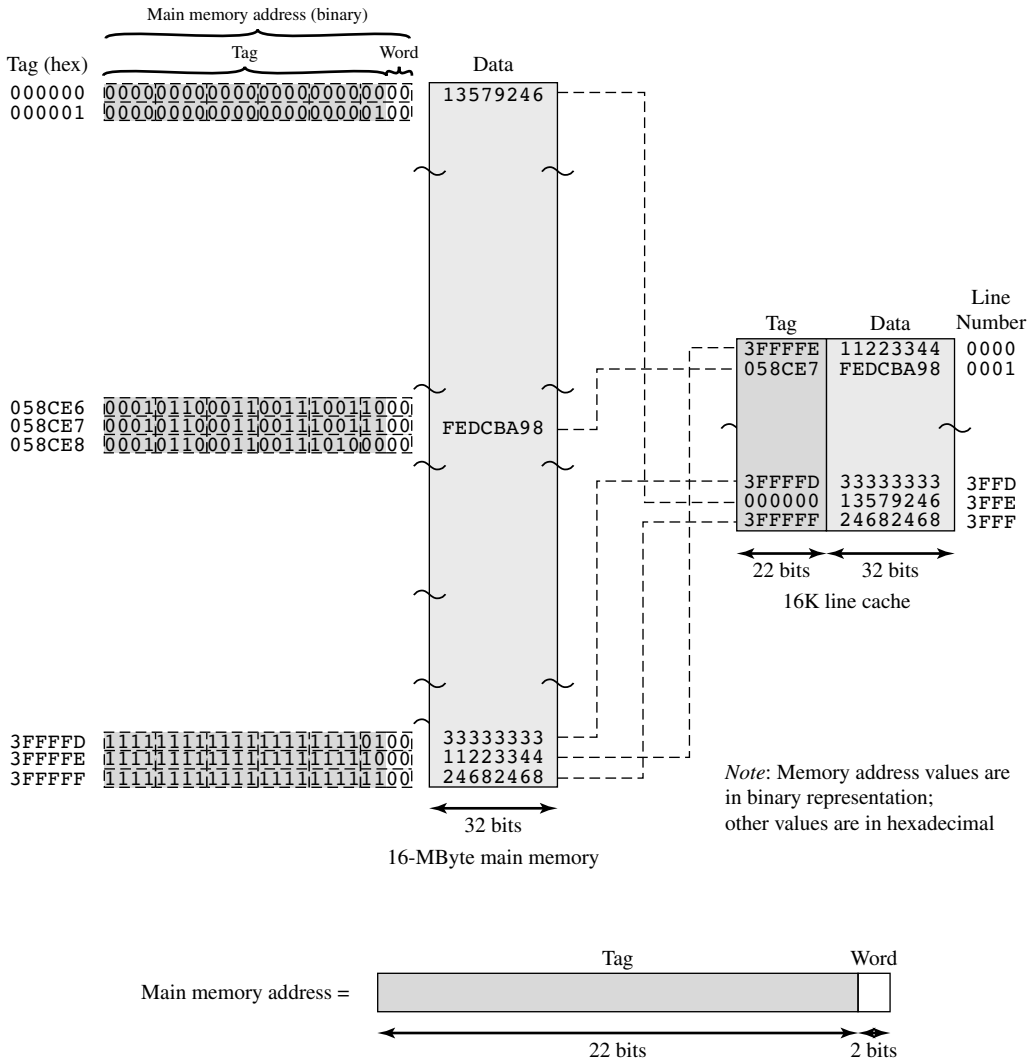 Main memory address (binary)
Tag (hex) Tag Word Data
000000 000000000000000000000000 13579246
000001 000000000000000000000100
058CE6 000101100011001110011000
058CE7 000101100011001110011100 FEDCBA98
058CE8 000101100011001110100000
3FFFFD 111111111111111111110100 33333333
3FFFFE 111111111111111111111000 11223344
3FFFFF 111111111111111111111100 24682468
32 bits
16-MByte main memory
Tag Data Line Number
3FFFFE 11223344 0000
058CE7 FEDCBA98 0001
3FFFFD 33333333 3FFD
000000 13579246 3FFE
3FFFFF 24682468 3FFF
22 bits 32 bits
16K line cache
Note: Memory address values are
in binary representation;
other values are in hexadecimal
Tag Word
Main memory address =
22 bits 2 bits